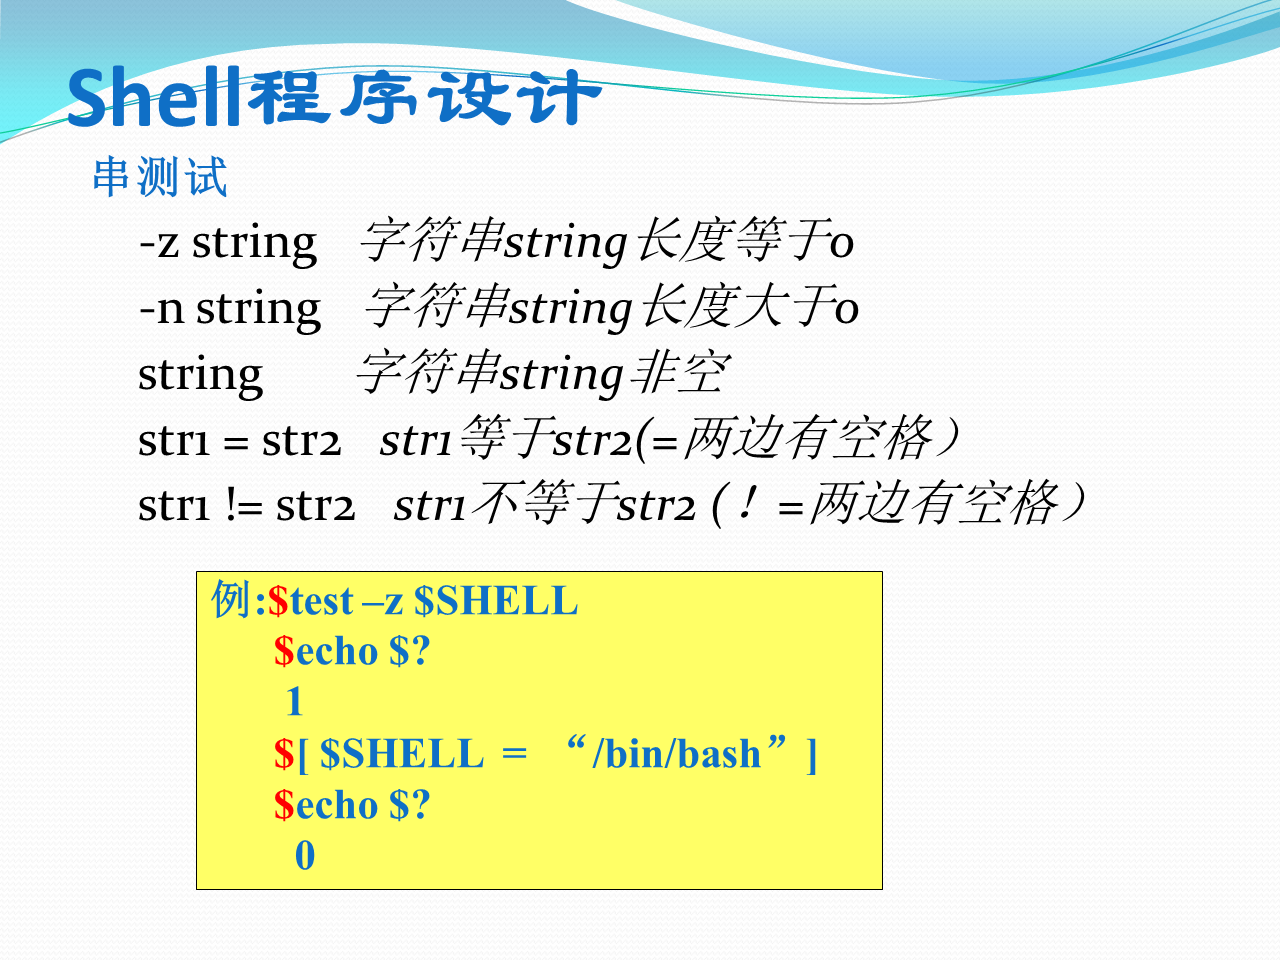 Shell程序设计
串测试
-z string 字符串string长度等于0
-n string 字符串string长度大于0
string 字符串string非空
str1 = str2 str1等于str2(=两边有空格）
str1 != str2 str1不等于str2 (！=两边有空格）
例:$test –z $SHELL
$echo $?
1
$[ $SHELL = “/bin/bash”]
$echo $?
0